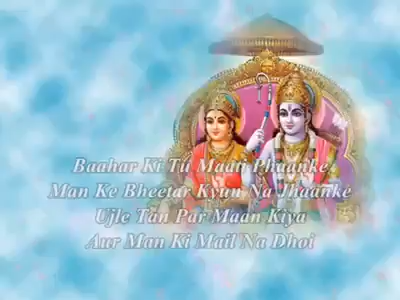 Baahar Ki Tu Maati Phaanke
Man Ke Bheetar Kyun Na Jhaanke
Ujle Tan Par Maan Kiya
Aur Man Ki Mail Na Dhoi